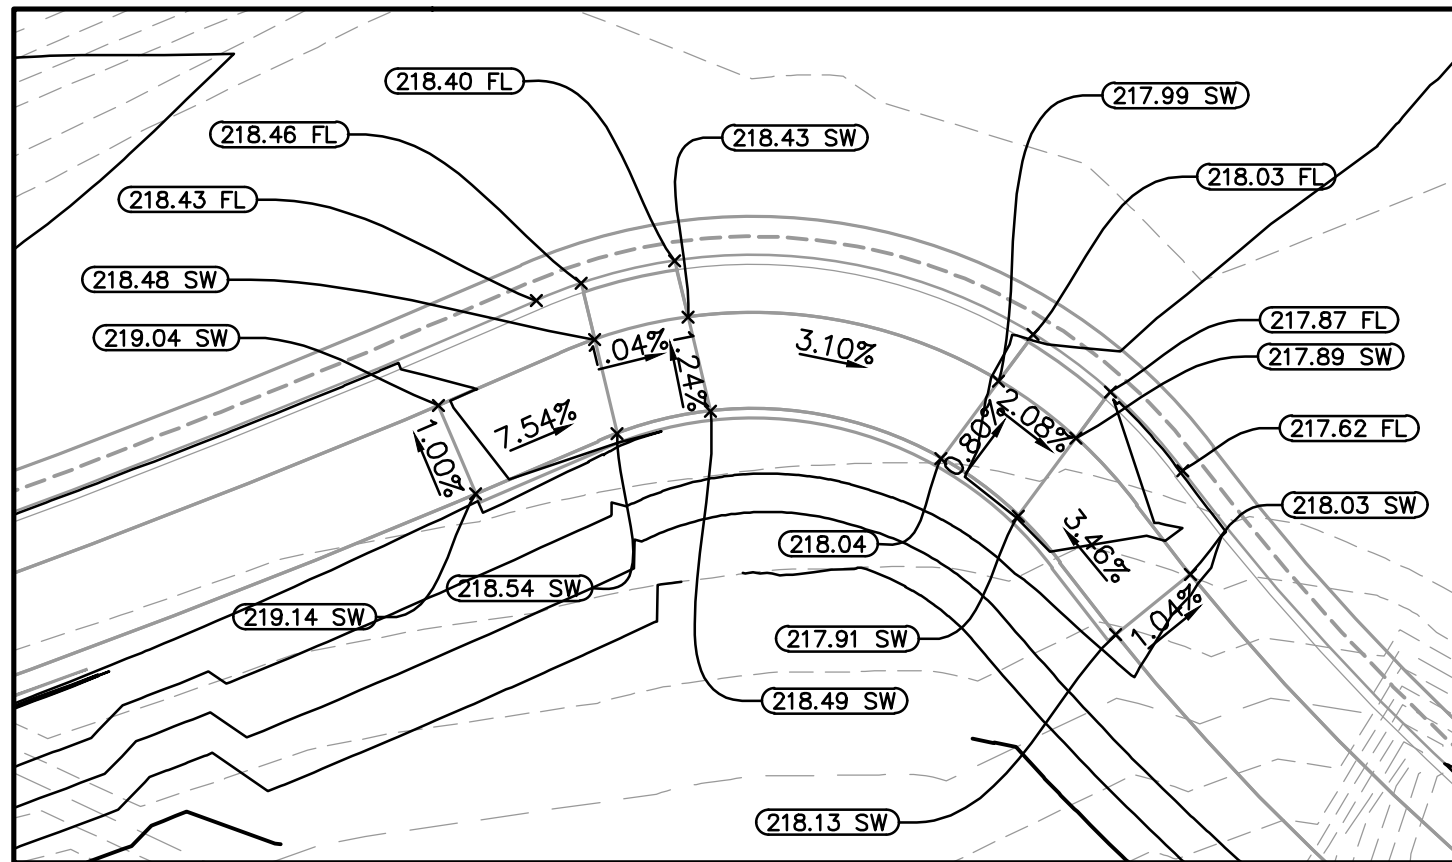 218.40 FL
217.99 SW
218.46 FL
218.43 SW
218.03 FL
218.43 FL
218.48 SW
219.04 SW
217.87 FL
217.89 SW
1.04%
3.10%
1.24%
7.54%
2.08%
0.80%
217.62 FL
1.00%
218.03 SW
3.46%
218.04
218.54 SW
219.14 SW
1.04%
217.91 SW
218.49 SW
218.13 SW